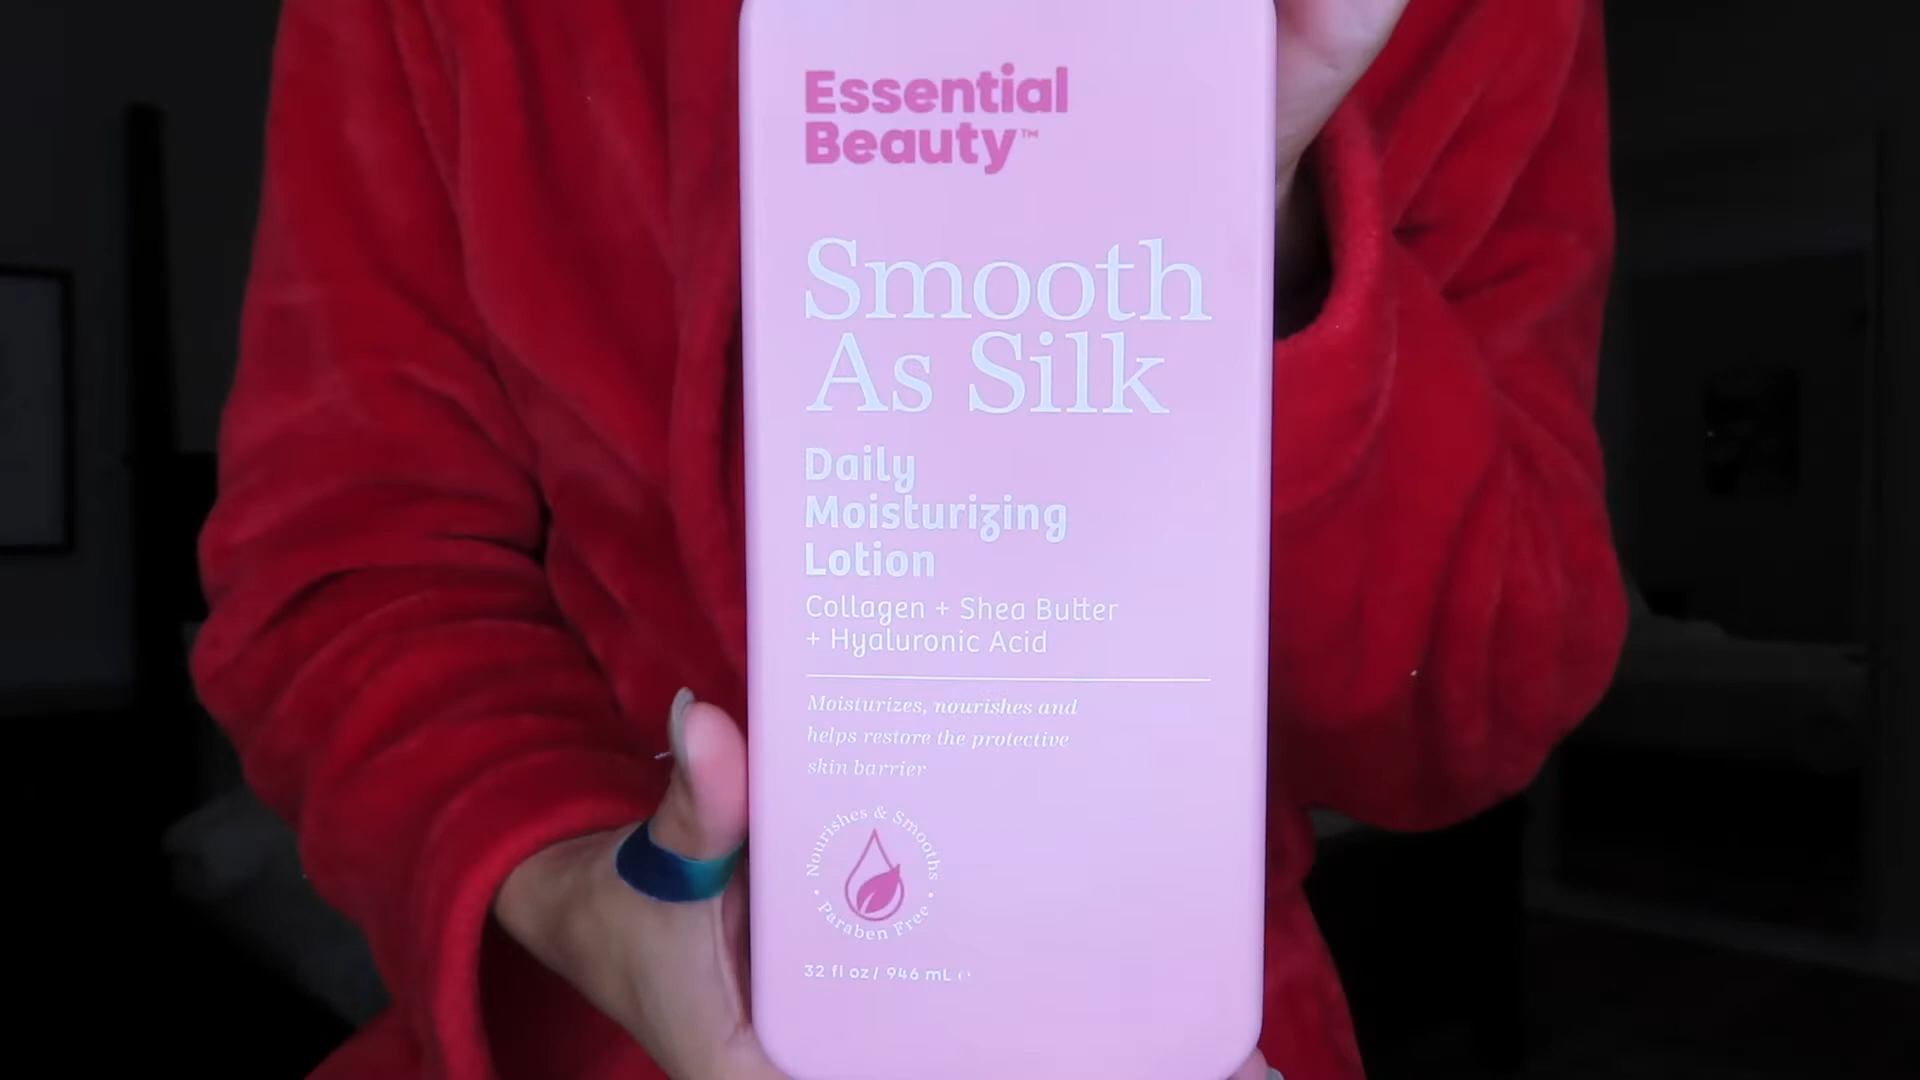 Essential
Beauty™
Smooth
As Silk
Daily
Moisturizing
Lotion
Collagen + Shea Butter
+ Hyaluronic Acid
Moisturizes, nourishes and
helps restore the protective
skin barrier
Nourishes & Smooths
• Paraben Free •
32 fl oz / 946 mL ℮